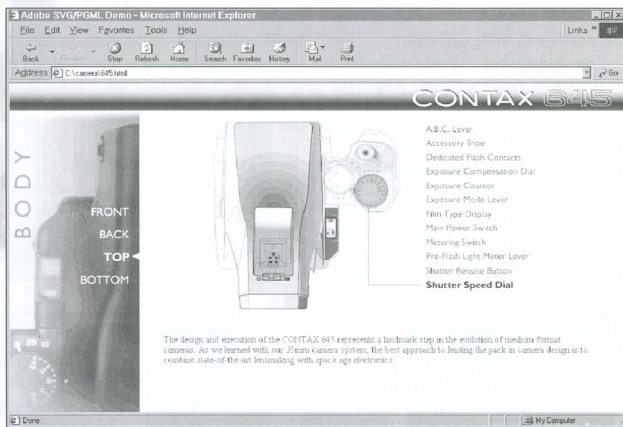 Adobe SVG/PGML Demo - Microsoft Internet Explorer
File Edit View Favorites Tools Help
Links »
Back Forward Stop Refresh Home Search Favorites History Mail Print
Address C:\camera\645.html
Go
CONTAX 645
BODY
FRONT
BACK
TOP
BOTTOM
A.B.C. Lever
Accessory Shoe
Dedicated Flash Contacts
Exposure Compensation Dial
Exposure Counter
Exposure Mode Lever
Film Type Display
Main Power Switch
Metering Switch
Pre-Flash Light Meter Lever
Shutter Release Button
Shutter Speed Dial
The design and execution of the CONTAX 645 represents a landmark step in the evolution of medium format
cameras. As we learned with our 35mm camera system, the best approach to leading the pack in camera design is to
combine state-of-the-art lensmaking with space age electronics.
Done
My Computer